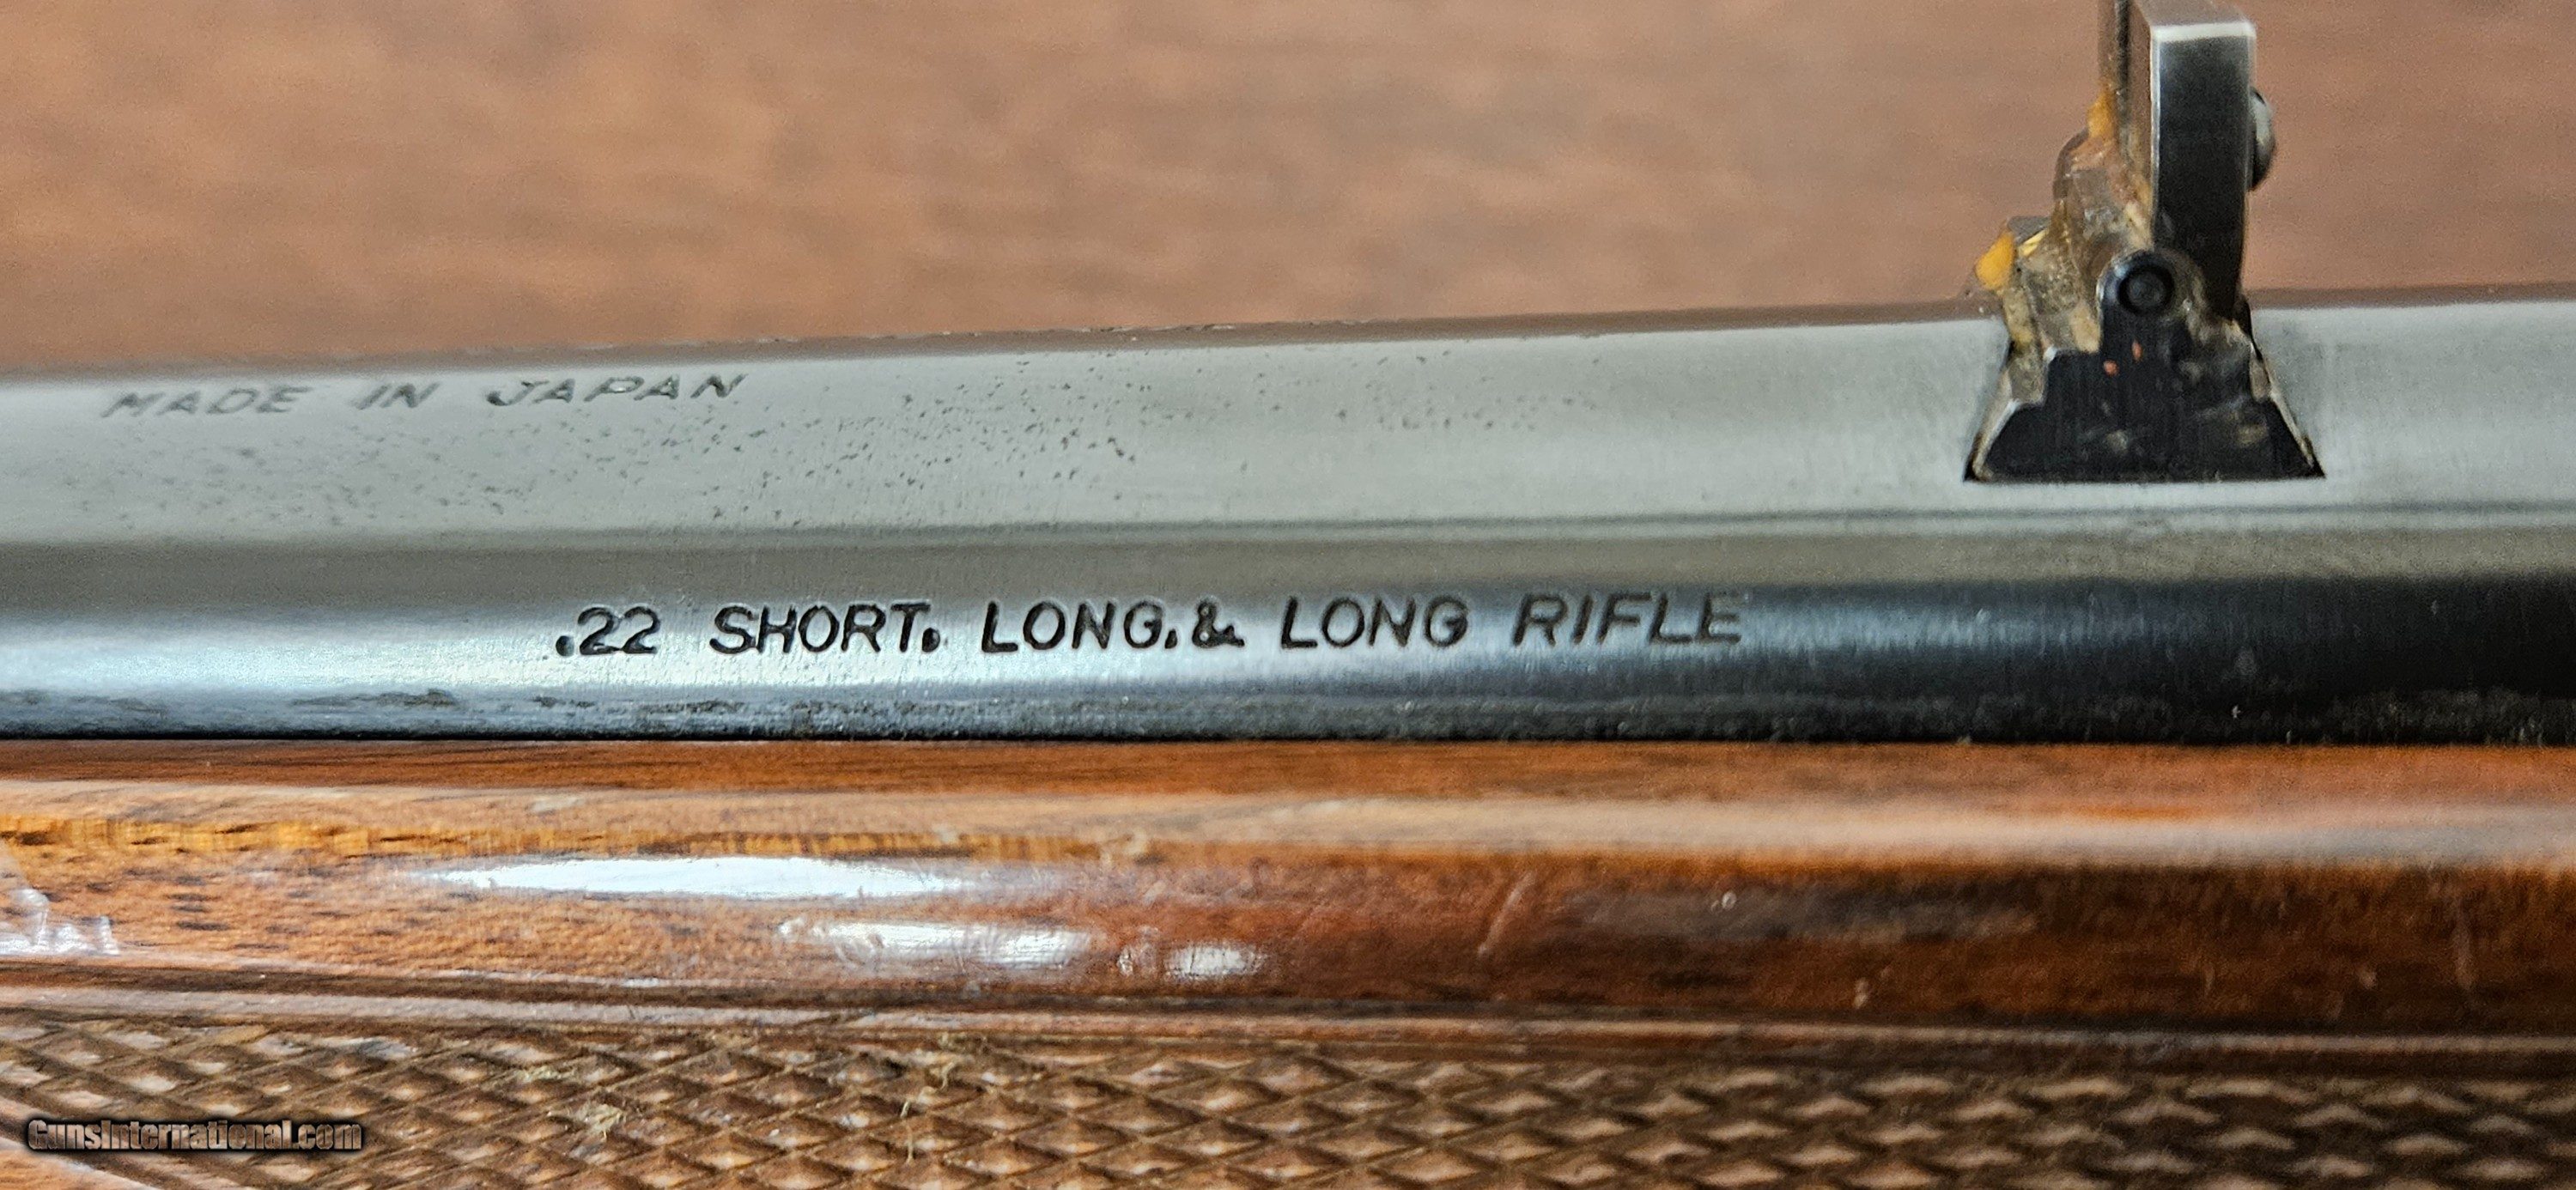 MADE IN JAPAN
.22 SHORT. LONG.& LONG RIFLE
GunsInternational.com